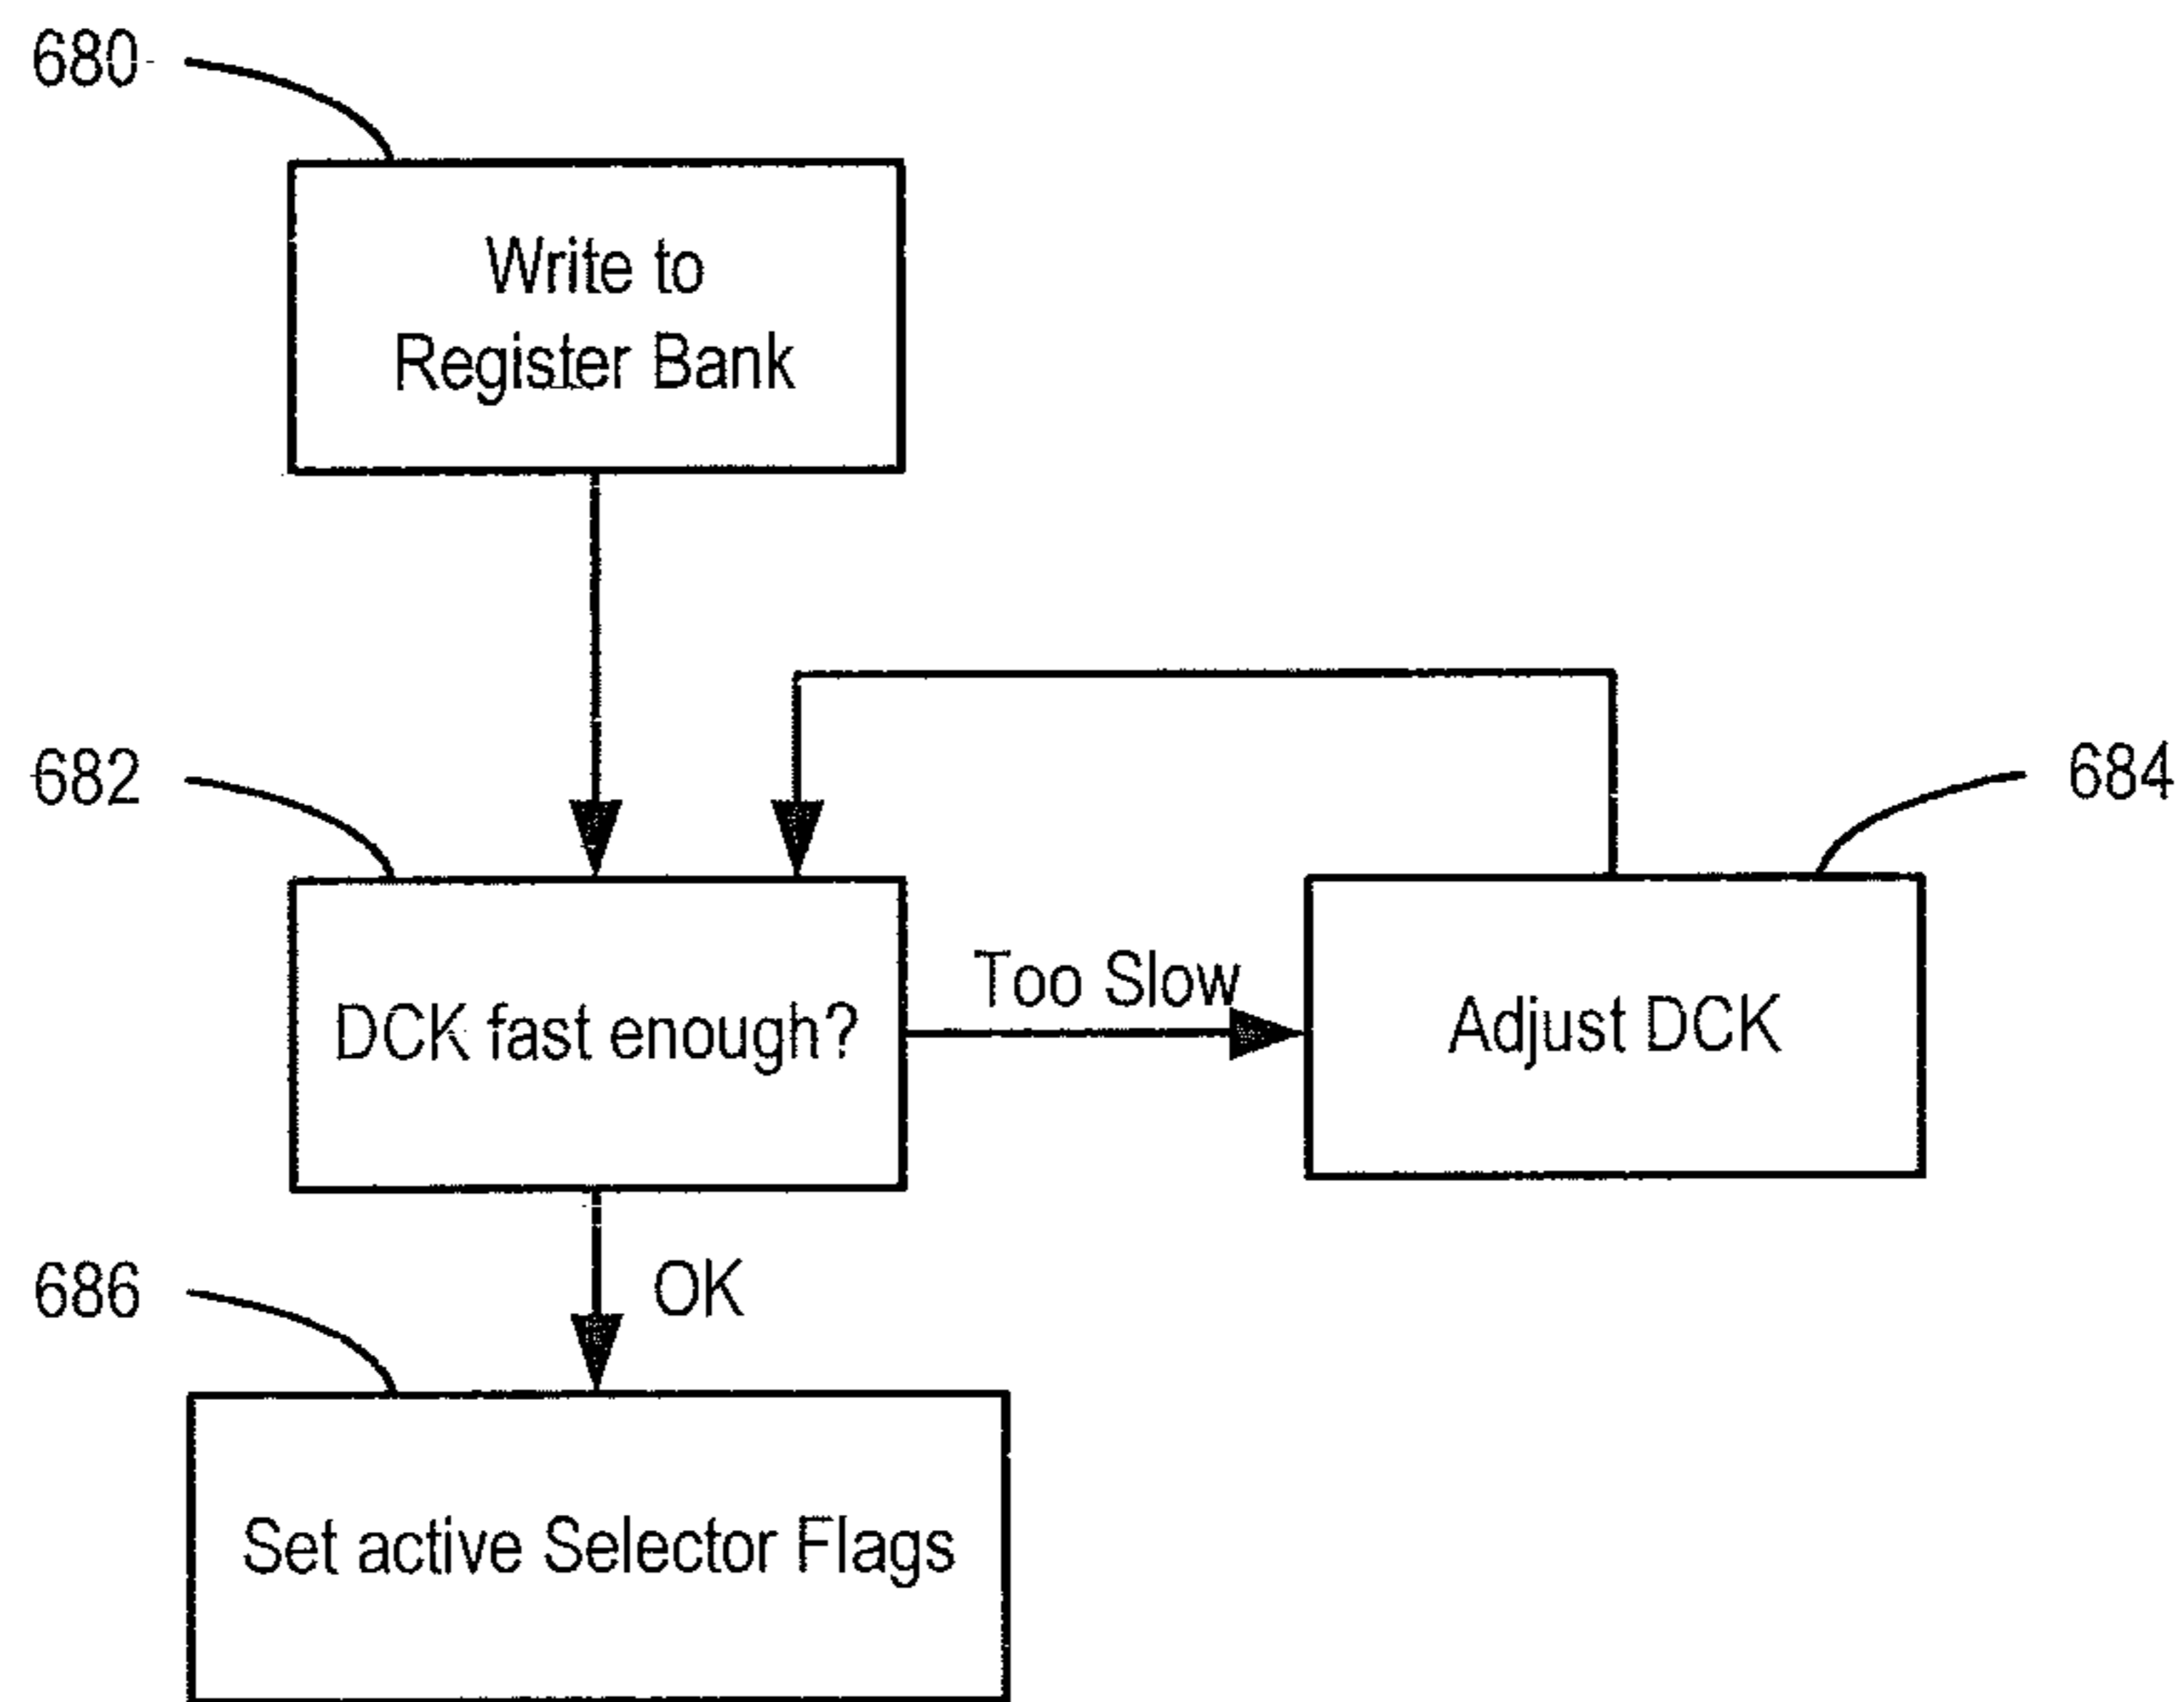 680
Write to
Register Bank
682
684
DCK fast enough?
Too Slow
Adjust DCK
686
OK
Set active Selector Flags